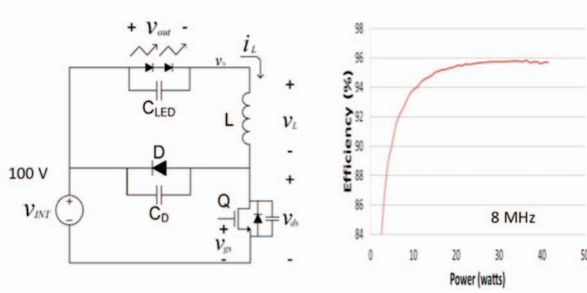 + v_out -
v_x
i_L
C_LED
L
+
v_L
-
D
C_D
100 V
v_INT
+
-
Q
+
v_gs
-
+
v_ds
-
Efficiency (%)
98
96
94
92
90
88
86
84
8 MHz
0 10 20 30 40 50
Power (watts)